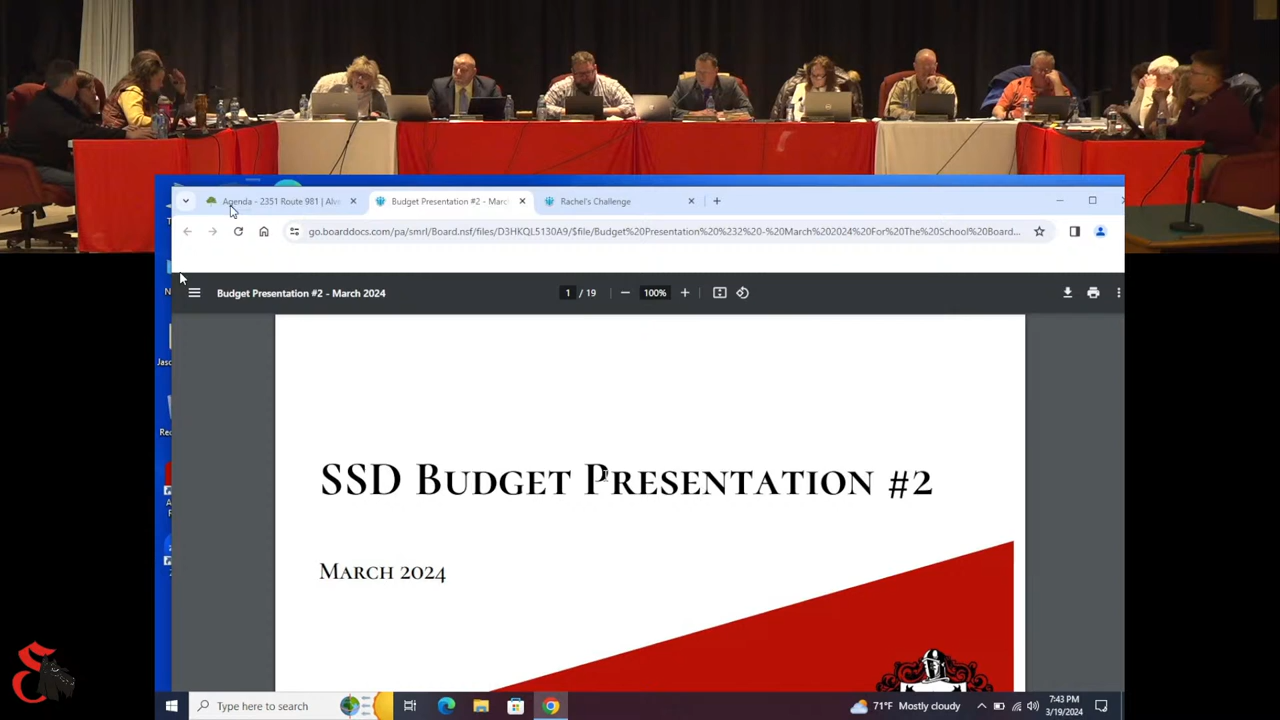 Agenda - 2351 Route 981 | Alv
Budget Presentation #2 - Marc
Rachel's Challenge
go.boarddocs.com/pa/smrl/Board.nsf/files/D3HKQL5130A9/$file/Budget%20Presentation%20%232%20-%20March%202024%20For%20The%20School%20Board...
Budget Presentation #2 - March 2024
1 / 19
100%
SSD Budget Presentation #2
March 2024
Jasc
Rec
Type here to search
71°F Mostly cloudy
7:43 PM
3/19/2024